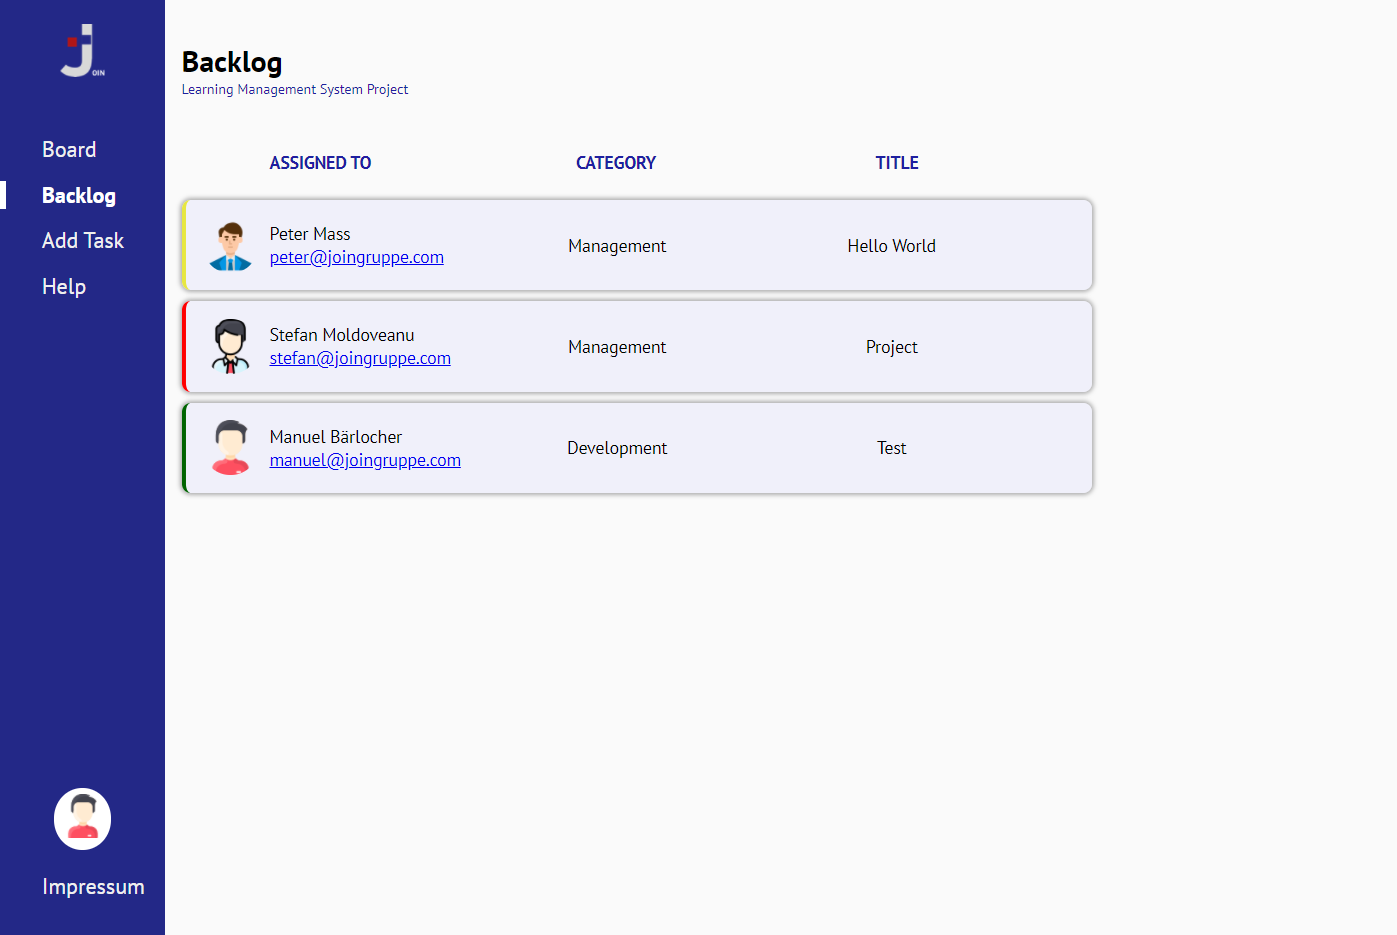 JOIN
Board
Backlog
Add Task
Help
Impressum
Backlog
Learning Management System Project
ASSIGNED TO CATEGORY TITLE
Peter Mass
peter@joingruppe.com
Management
Hello World
Stefan Moldoveanu
stefan@joingruppe.com
Management
Project
Manuel Bärlocher
manuel@joingruppe.com
Development
Test